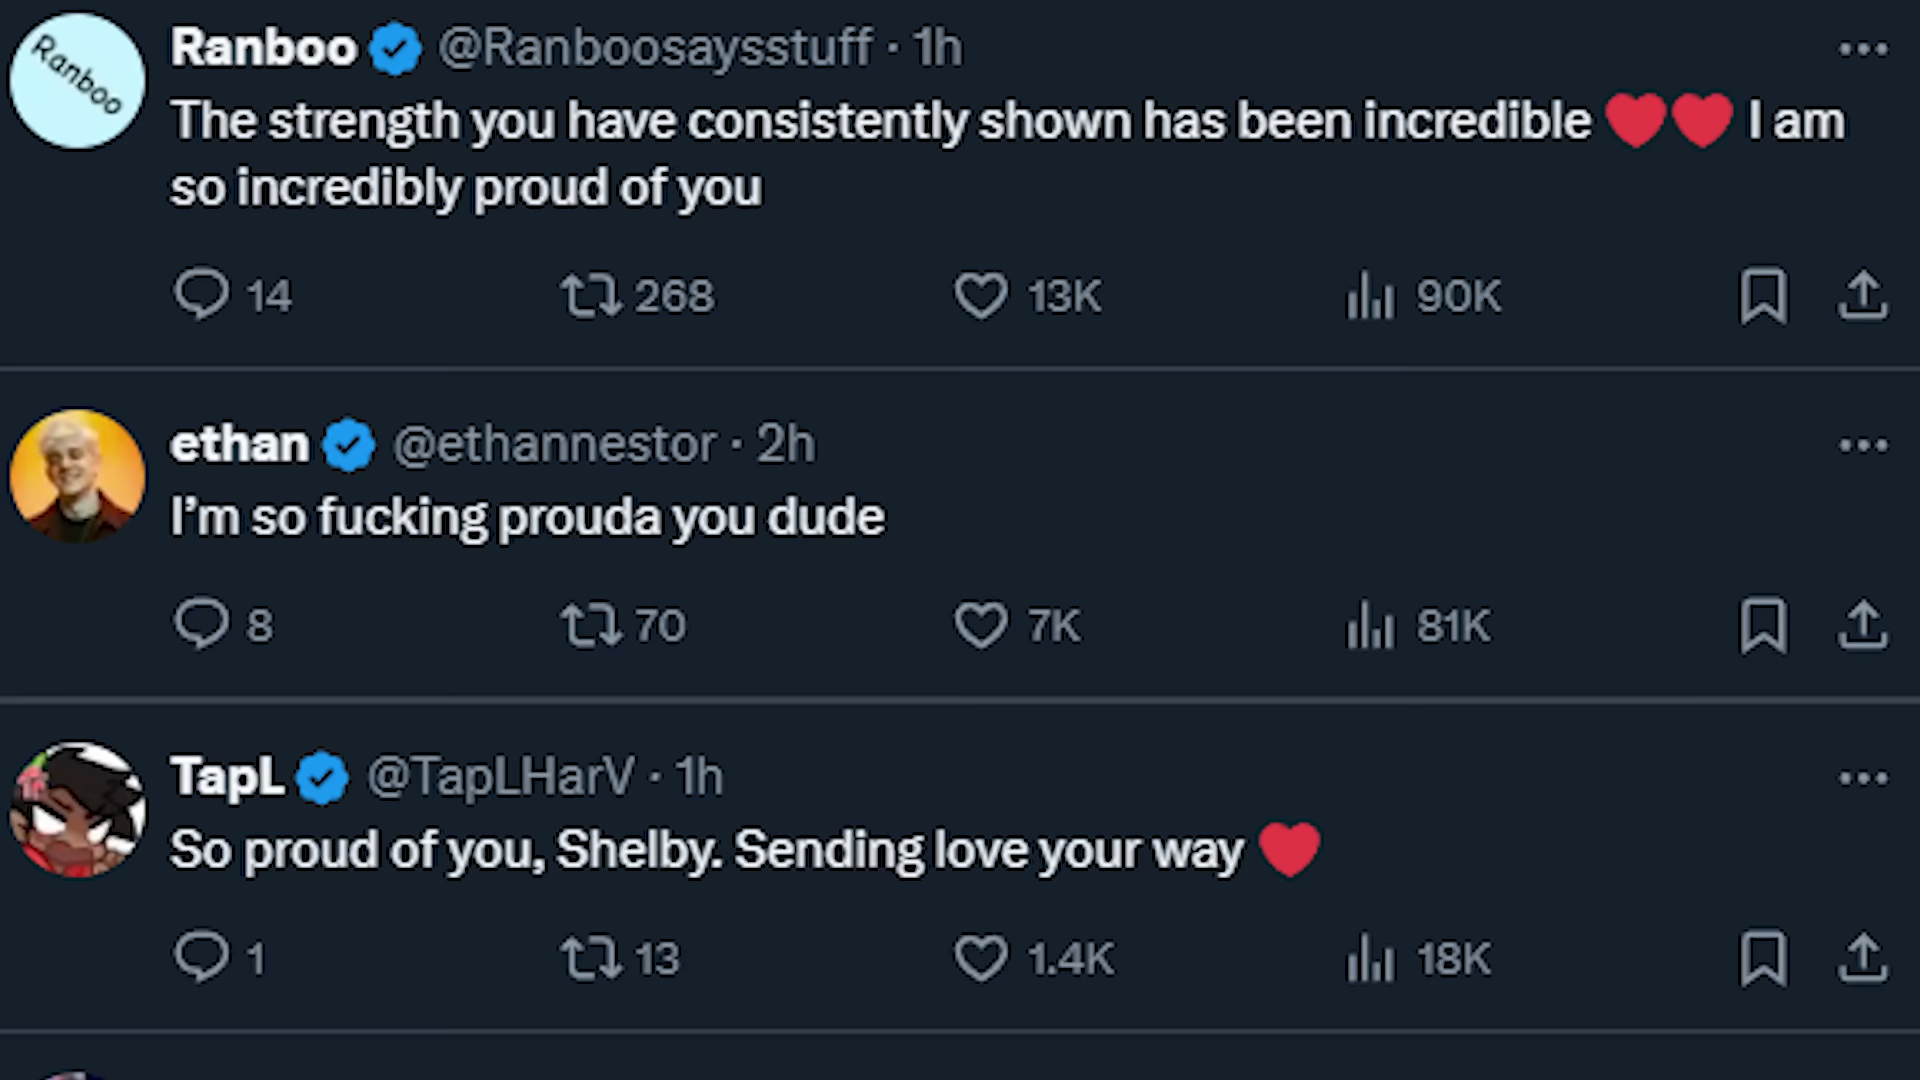 Ranboo
Ranboo @Ranboosaysstuff · 1h
The strength you have consistently shown has been incredible ❤️❤️ I am
so incredibly proud of you
14 268 13K 90K
ethan @ethannestor · 2h
I’m so fucking prouda you dude
8 70 7K 81K
TapL @TapLHarV · 1h
So proud of you, Shelby. Sending love your way ❤️
1 13 1.4K 18K